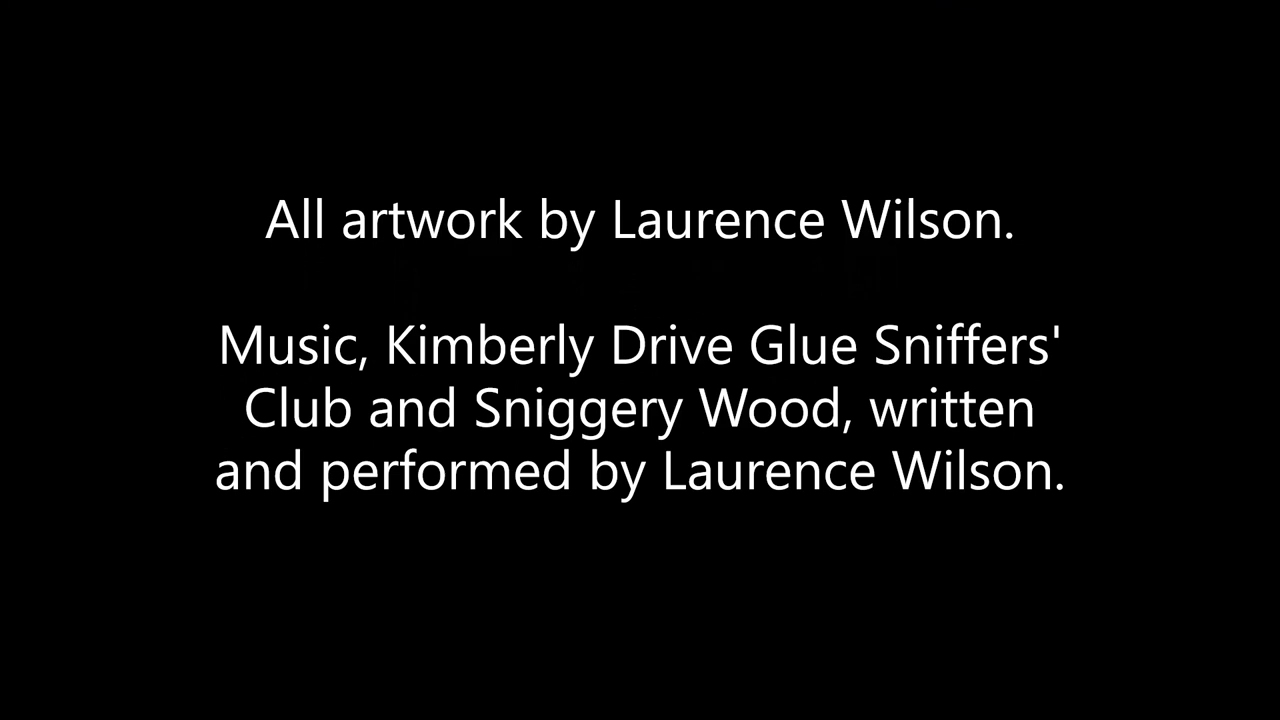 All artwork by Laurence Wilson.
Music, Kimberly Drive Glue Sniffers'
Club and Sniggery Wood, written
and performed by Laurence Wilson.